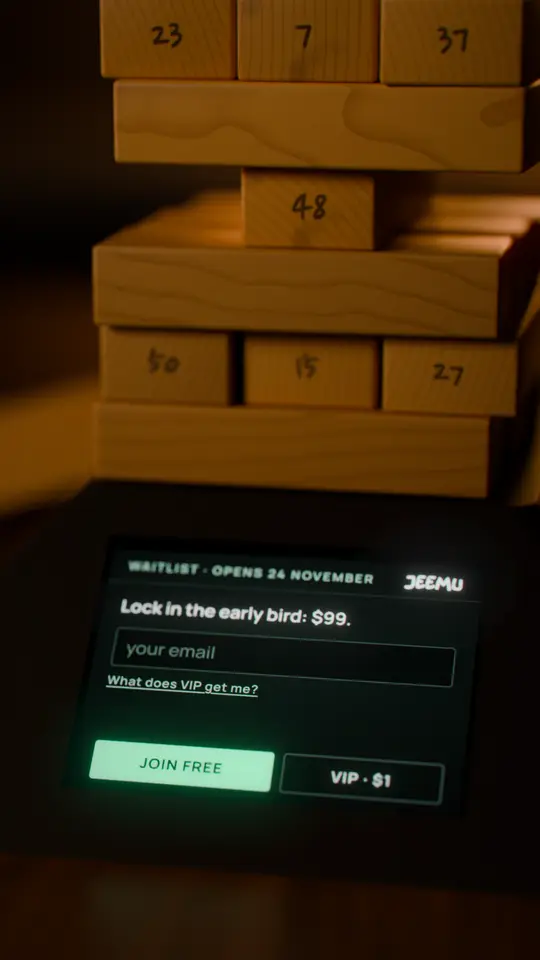 23 7 37
48
50 15 27
WAITLIST · OPENS 24 NOVEMBER JEEMU
Lock in the early bird: $99.
your email
What does VIP get me?
JOIN FREE VIP · $1